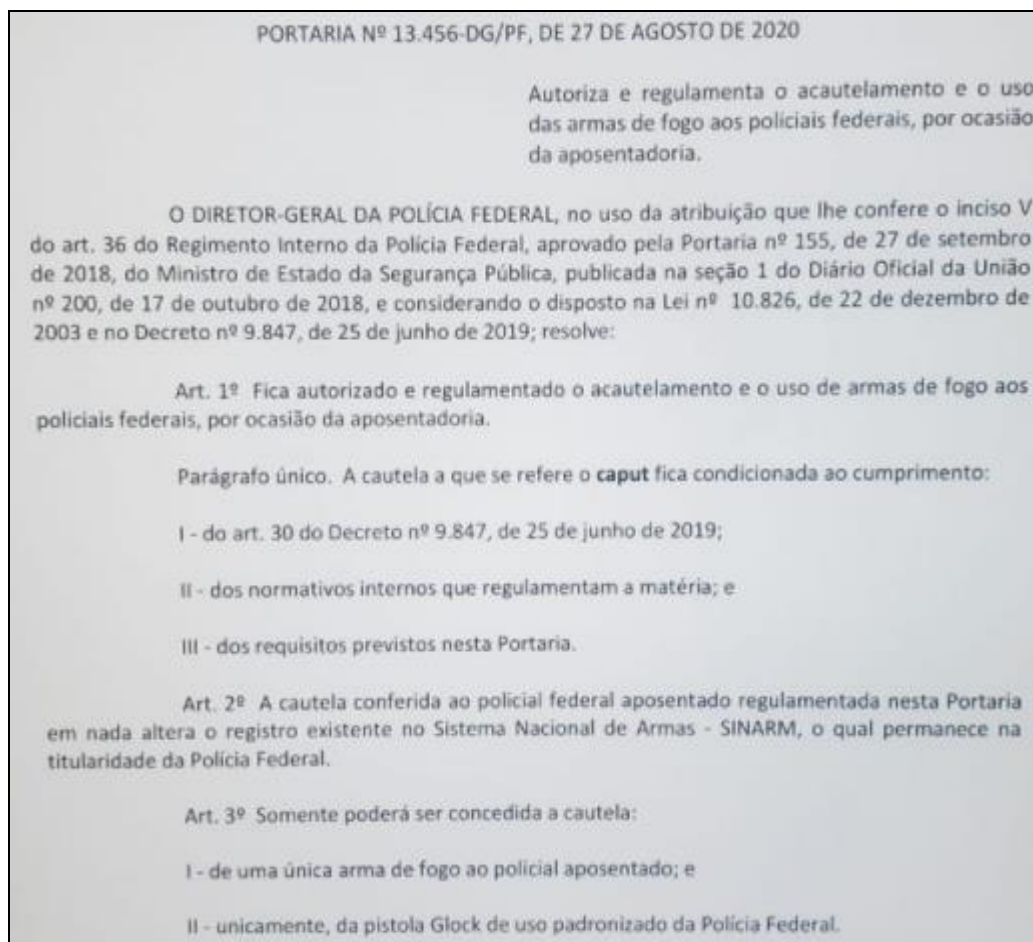 PORTARIA Nº 13.456-DG/PF, DE 27 DE AGOSTO DE 2020
Autoriza e regulamenta o acautelamento e o uso
das armas de fogo aos policiais federais, por ocasião
da aposentadoria.
O DIRETOR-GERAL DA POLÍCIA FEDERAL, no uso da atribuição que lhe confere o inciso V
do art. 36 do Regimento Interno da Polícia Federal, aprovado pela Portaria nº 155, de 27 de setembro
de 2018, do Ministro de Estado da Segurança Pública, publicada na seção 1 do Diário Oficial da União
nº 200, de 17 de outubro de 2018, e considerando o disposto na Lei nº 10.826, de 22 de dezembro de
2003 e no Decreto nº 9.847, de 25 de junho de 2019; resolve:
Art. 1º Fica autorizado e regulamentado o acautelamento e o uso de armas de fogo aos
policiais federais, por ocasião da aposentadoria.
Parágrafo único. A cautela a que se refere o caput fica condicionada ao cumprimento:
I - do art. 30 do Decreto nº 9.847, de 25 de junho de 2019;
II - dos normativos internos que regulamentam a matéria; e
III - dos requisitos previstos nesta Portaria.
Art. 2º A cautela conferida ao policial federal aposentado regulamentada nesta Portaria
em nada altera o registro existente no Sistema Nacional de Armas - SINARM, o qual permanece na
titularidade da Polícia Federal.
Art. 3º Somente poderá ser concedida a cautela:
I - de uma única arma de fogo ao policial aposentado; e
II - unicamente, da pistola Glock de uso padronizado da Polícia Federal.